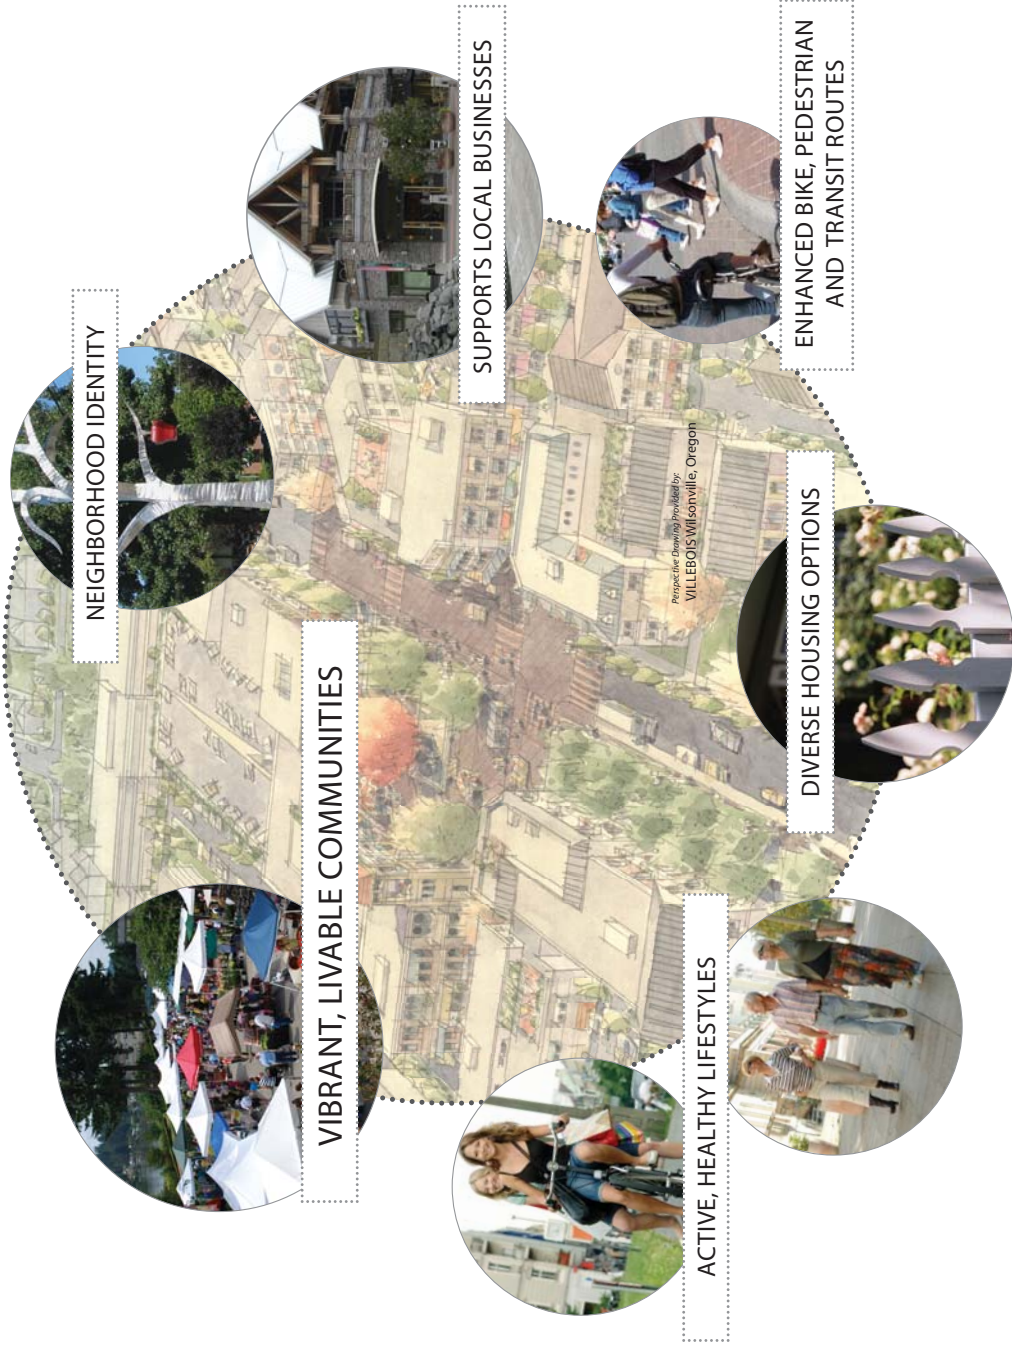 VIBRANT, LIVABLE COMMUNITIES
NEIGHBORHOOD IDENTITY
SUPPORTS LOCAL BUSINESSES
ENHANCED BIKE, PEDESTRIAN
AND TRANSIT ROUTES
DIVERSE HOUSING OPTIONS
ACTIVE, HEALTHY LIFESTYLES
Perspective Drawing Provided by:
VILLEBOIS Wilsonville, Oregon